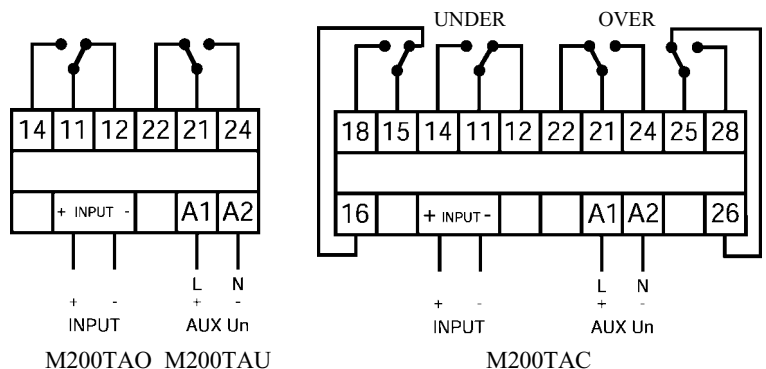 UNDER OVER
14 11 12 22 21 24
18 15 14 11 12 22 21 24 25 28
+ INPUT - A1 A2
16 + INPUT - A1 A2 26
L N
+ - + -
INPUT AUX Un
L N
+ - + -
INPUT AUX Un
M200TAO M200TAU
M200TAC